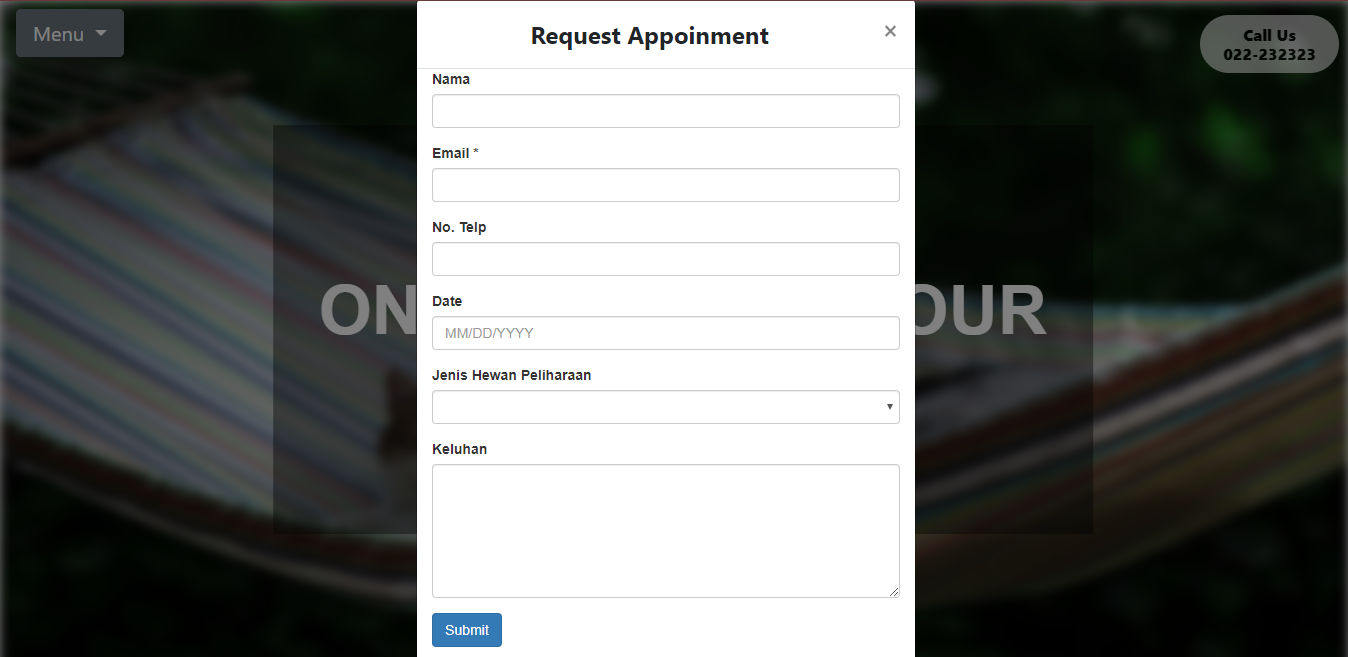 Menu
Request Appoinment
×
Call Us
022-232323
Nama
Email *
No. Telp
Date
MM/DD/YYYY
Jenis Hewan Peliharaan
Keluhan
Submit